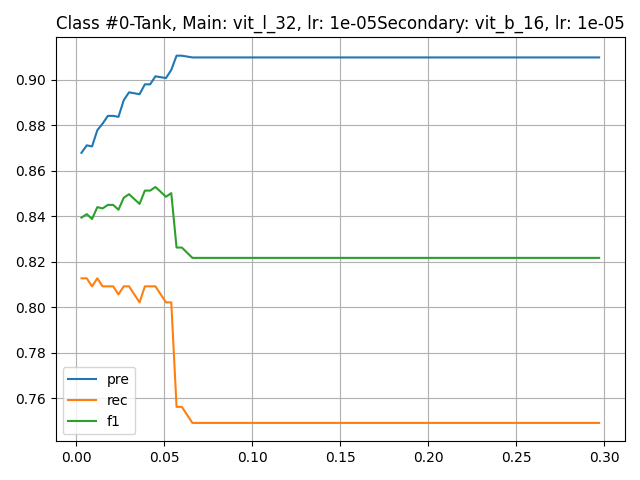 Class #0-Tank, Main: vit_l_32, lr: 1e-05Secondary: vit_b_16, lr: 1e-05
0.90
0.88
0.86
0.84
0.82
0.80
0.78
0.76
pre
rec
f1
0.00 0.05 0.10 0.15 0.20 0.25 0.30